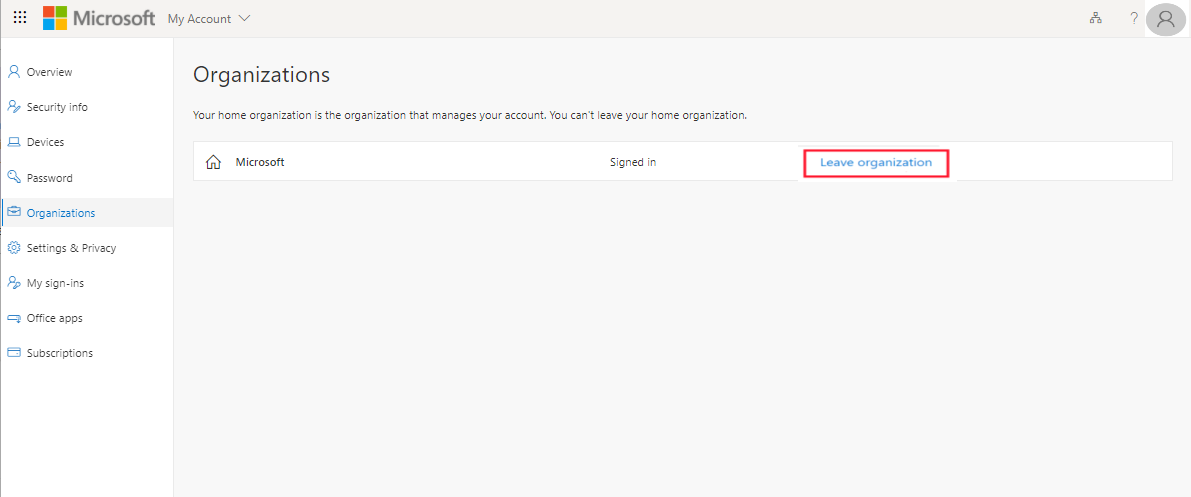 Microsoft My Account ?
Overview
Security info
Devices
Password
Organizations
Settings & Privacy
My sign-ins
Office apps
Subscriptions
Organizations
Your home organization is the organization that manages your account. You can't leave your home organization.
Microsoft Signed in Leave organization